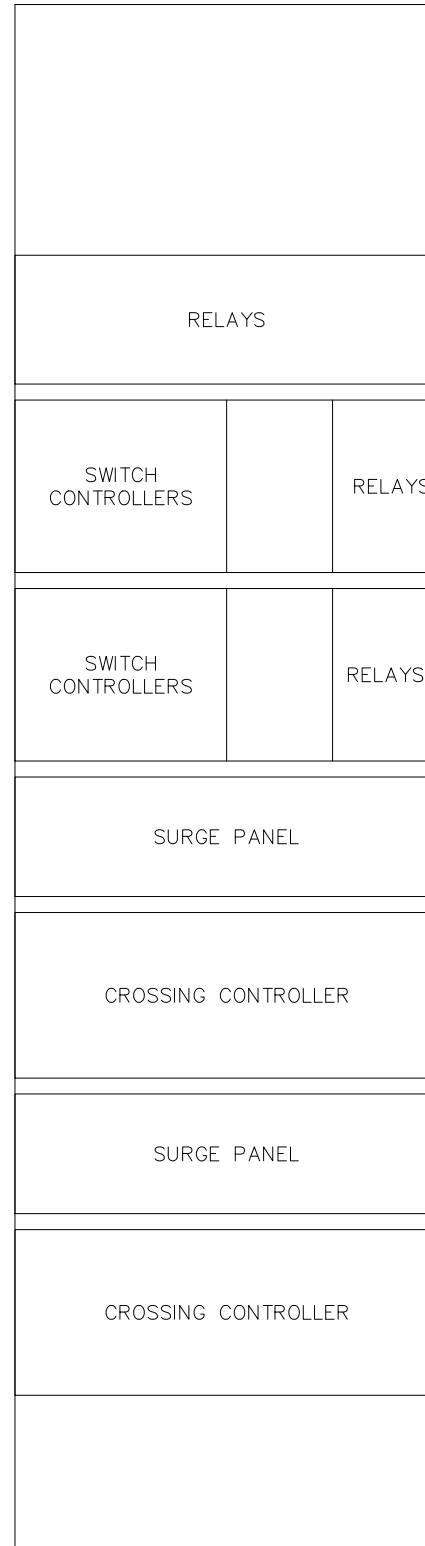 RELAYS
SWITCH
CONTROLLERS
RELAYS
SWITCH
CONTROLLERS
RELAYS
SURGE PANEL
CROSSING CONTROLLER
SURGE PANEL
CROSSING CONTROLLER